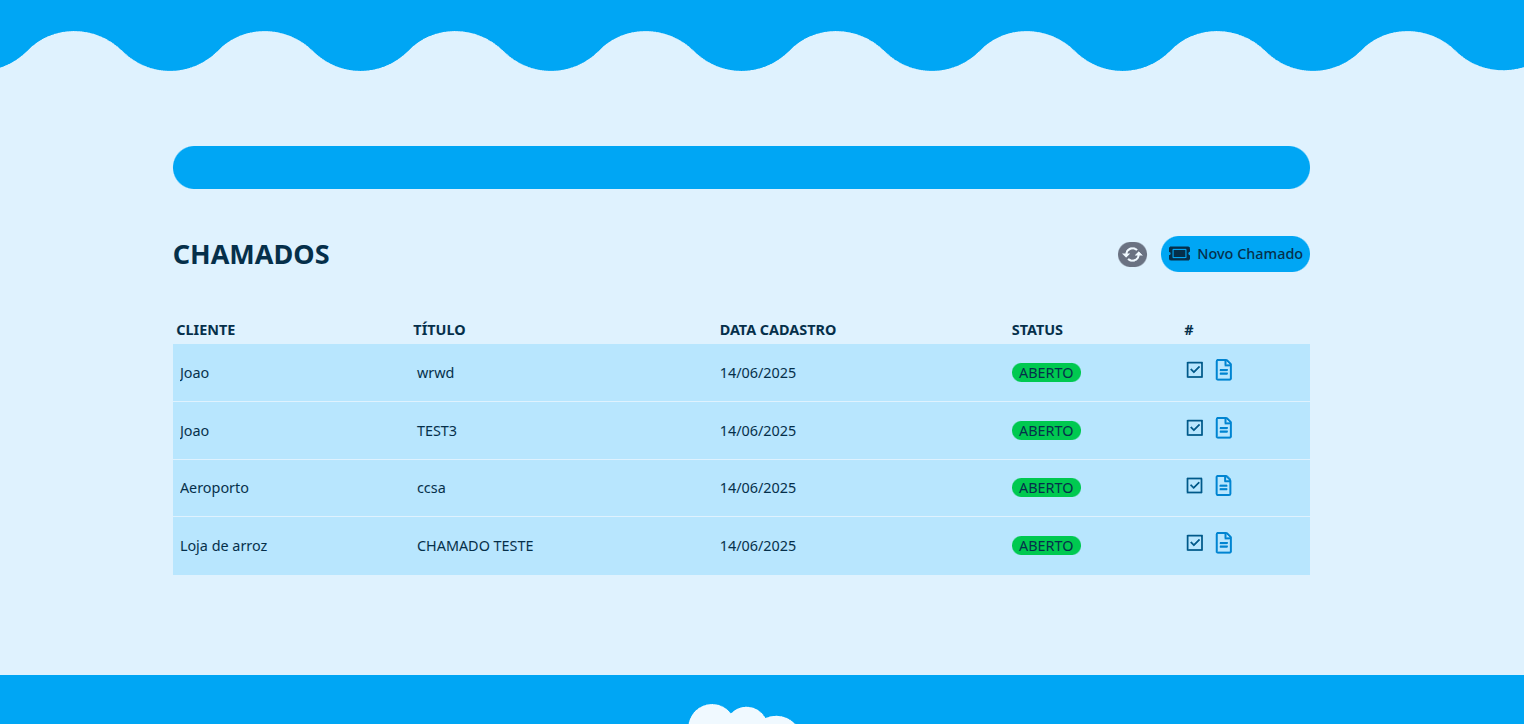 CHAMADOS
Novo Chamado
CLIENTE TÍTULO DATA CADASTRO STATUS #
Joao wrwd 14/06/2025 ABERTO
Joao TEST3 14/06/2025 ABERTO
Aeroporto ccsa 14/06/2025 ABERTO
Loja de arroz CHAMADO TESTE 14/06/2025 ABERTO